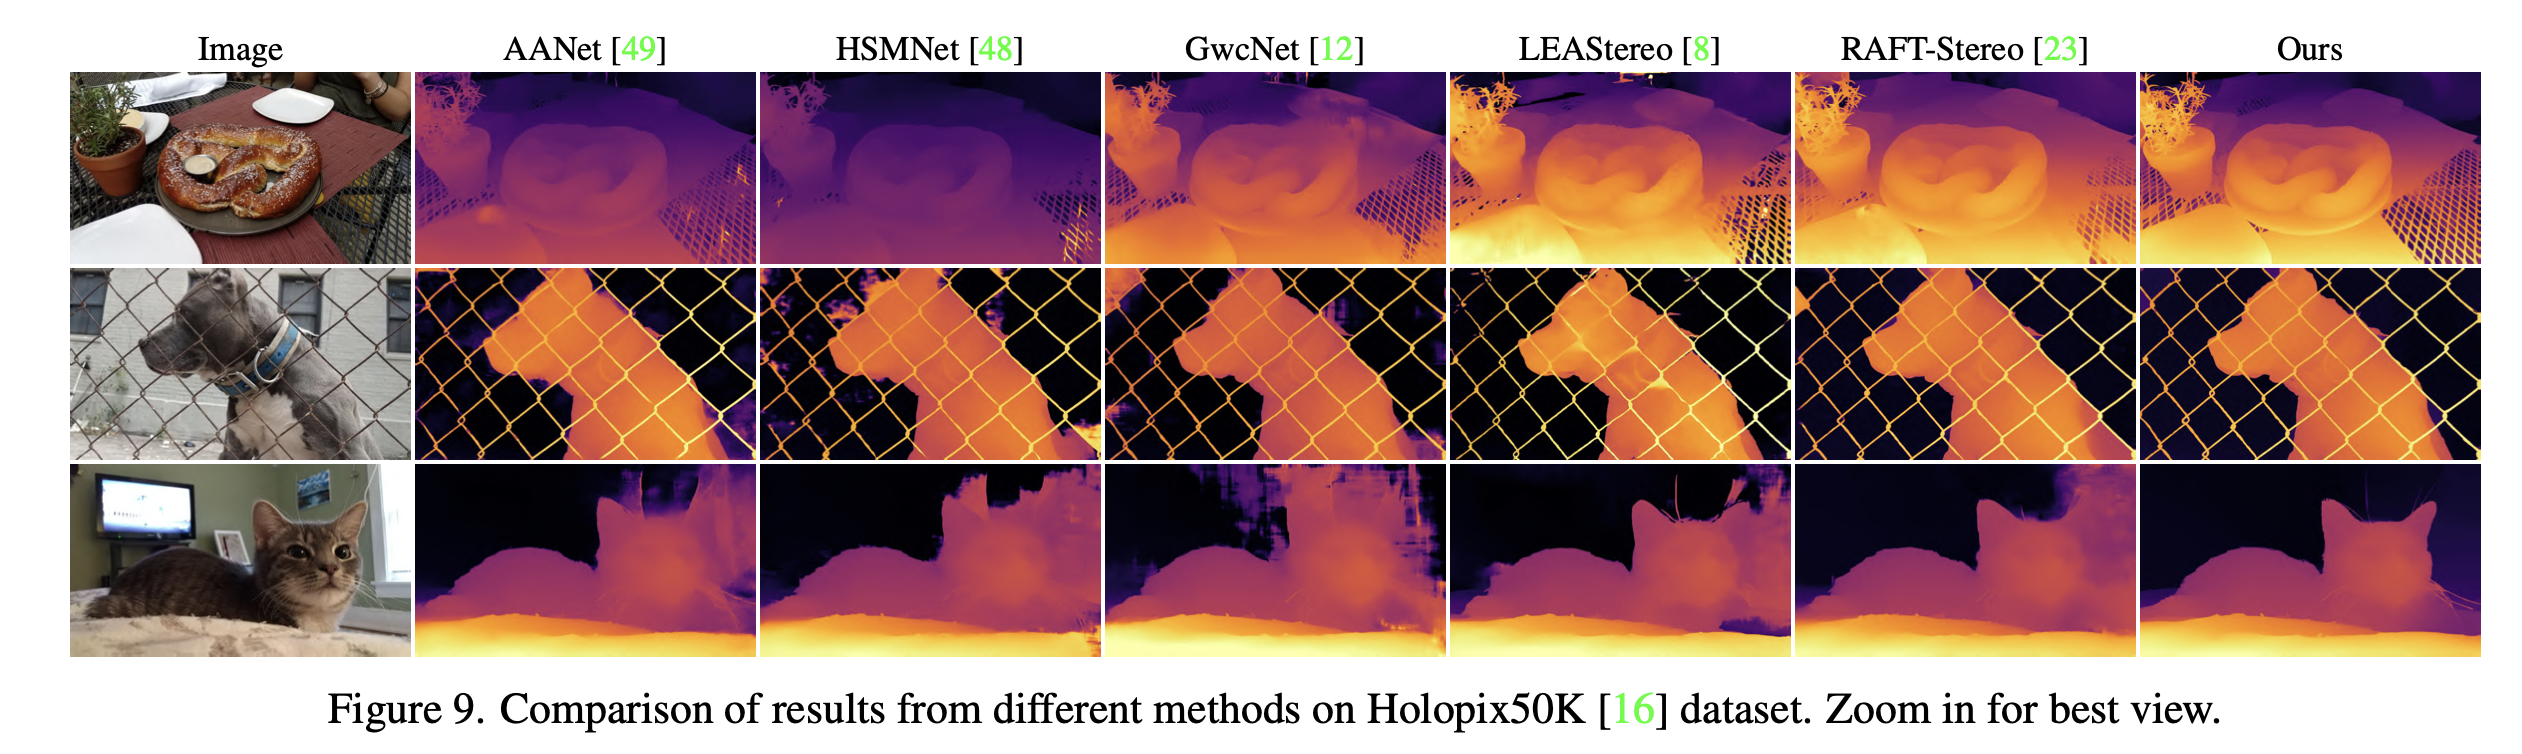 Image AANet [49] HSMNet [48] GwcNet [12] LEAStereo [8] RAFT-Stereo [23] Ours
Figure 9. Comparison of results from different methods on Holopix50K [16] dataset. Zoom in for best view.